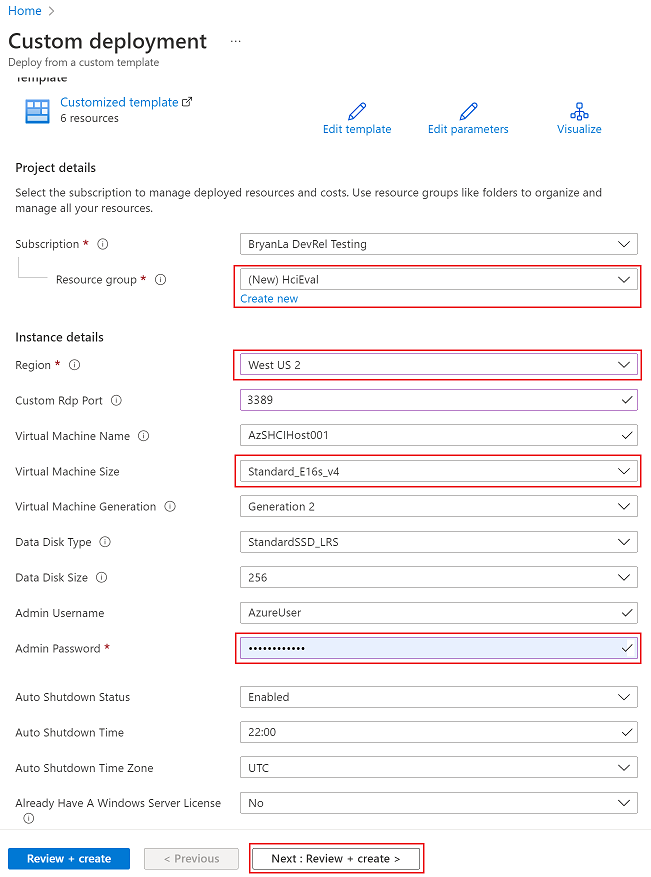 Home >
Custom deployment ...
Deploy from a custom template
Template
Customized template
6 resources
Edit template
Edit parameters
Visualize
Project details
Select the subscription to manage deployed resources and costs. Use resource groups like folders to organize and
manage all your resources.
Subscription *
BryanLa DevRel Testing
Resource group *
(New) HciEval
Create new
Instance details
Region *
West US 2
Custom Rdp Port
3389
Virtual Machine Name
AzSHCIHost001
Virtual Machine Size
Standard_E16s_v4
Virtual Machine Generation
Generation 2
Data Disk Type
StandardSSD_LRS
Data Disk Size
256
Admin Username
AzureUser
Admin Password *
••••••••••••
Auto Shutdown Status
Enabled
Auto Shutdown Time
22:00
Auto Shutdown Time Zone
UTC
Already Have A Windows Server License
No
Review + create
< Previous
Next : Review + create >